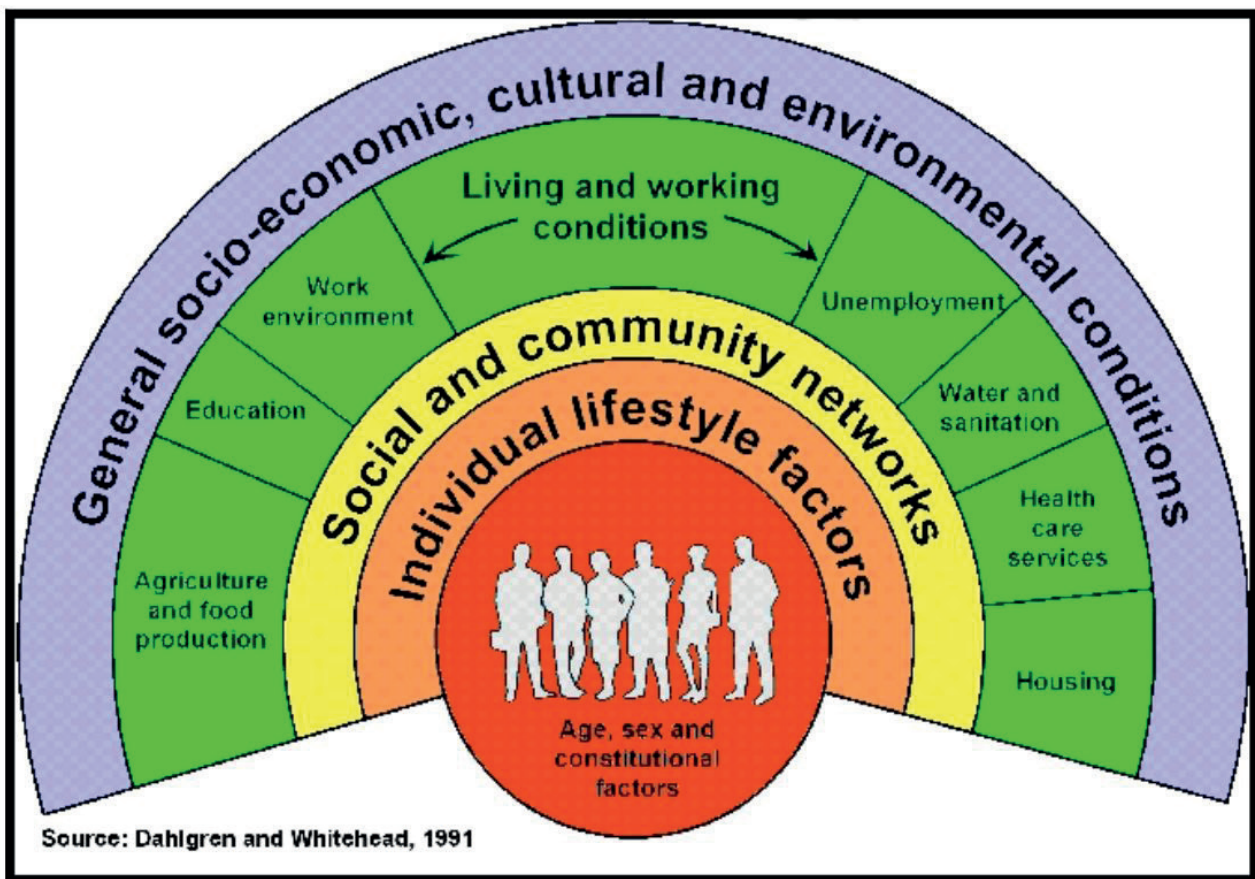 General socio-economic, cultural and environmental conditions
Living and working
conditions
Work
environment
Education
Agriculture
and food
production
Unemployment
Water and
sanitation
Health
care
services
Housing
Social and community networks
Individual lifestyle factors
Age, sex and
constitutional
factors
Source: Dahlgren and Whitehead, 1991